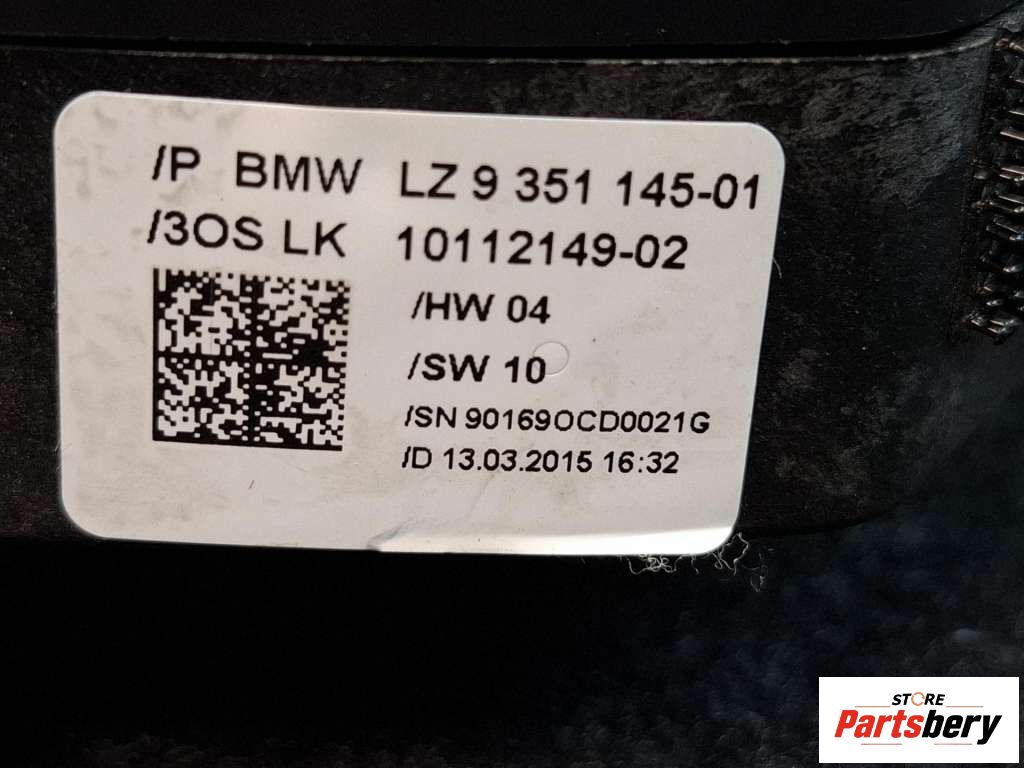 /P BMW LZ 9 351 145-01
/3OS LK 10112149-02
/HW 04
/SW 10
/SN 90169OCD0021G
/D 13.03.2015 16:32
STORE
Partsbery